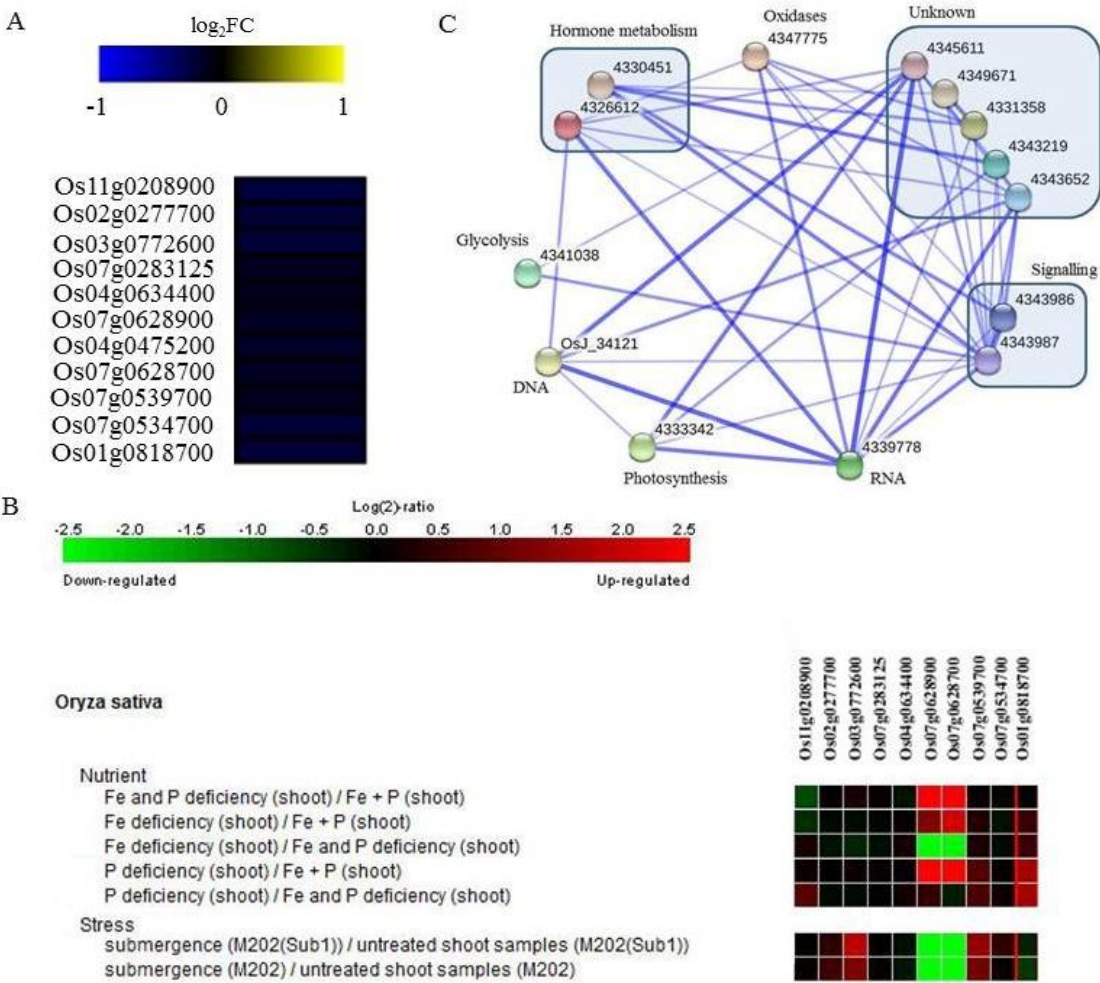 A
log2FC
-1 0 1
Os11g0208900
Os02g0277700
Os03g0772600
Os07g0283125
Os04g0634400
Os07g0628900
Os04g0475200
Os07g0628700
Os07g0539700
Os07g0534700
Os01g0818700
C
Hormone metabolism
4330451
4326612
Oxidases
4347775
Unknown
4345611
4349671
4331358
4343219
4343652
Glycolysis
4341038
Signalling
4343986
4343987
OsJ_34121
DNA
4333342
Photosynthesis
4339778
RNA
B
Log(2)-ratio
-2.5 -2.0 -1.5 -1.0 -0.5 0.0 0.5 1.0 1.5 2.0 2.5
Down-regulated Up-regulated
Oryza sativa
Os11g0208900
Os02g0277700
Os03g0772600
Os07g0283125
Os04g0634400
Os07g0628900
Os07g0628700
Os07g0539700
Os07g0534700
Os01g0818700
Nutrient
Fe and P deficiency (shoot) / Fe + P (shoot)
Fe deficiency (shoot) / Fe + P (shoot)
Fe deficiency (shoot) / Fe and P deficiency (shoot)
P deficiency (shoot) / Fe + P (shoot)
P deficiency (shoot) / Fe and P deficiency (shoot)
Stress
submergence (M202(Sub1)) / untreated shoot samples (M202(Sub1))
submergence (M202) / untreated shoot samples (M202)